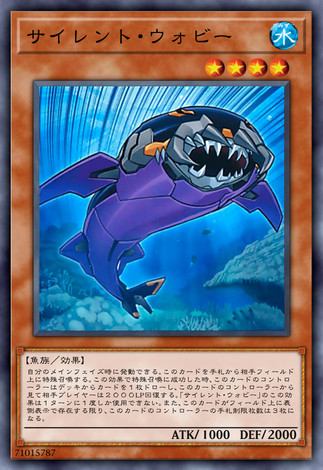 サイレント・ウォビー
水
【魚族／効果】
自分のメインフェイズ時に発動できる。このカードを手札から相手フィールド
上に特殊召喚する。この効果で特殊召喚に成功した時、このカードのコントロ
ーラーはデッキからカードを１枚ドローし、このカードのコントローラーから
見て相手プレイヤーは２０００ＬＰ回復する。「サイレント・ウォビー」のこの効
果は１ターンに１度しか使用できない。また、このカードがフィールド上に表
側表示で存在する限り、このカードのコントローラーの手札制限枚数は３枚に
なる。
ATK/ 1000 DEF/2000
71015787